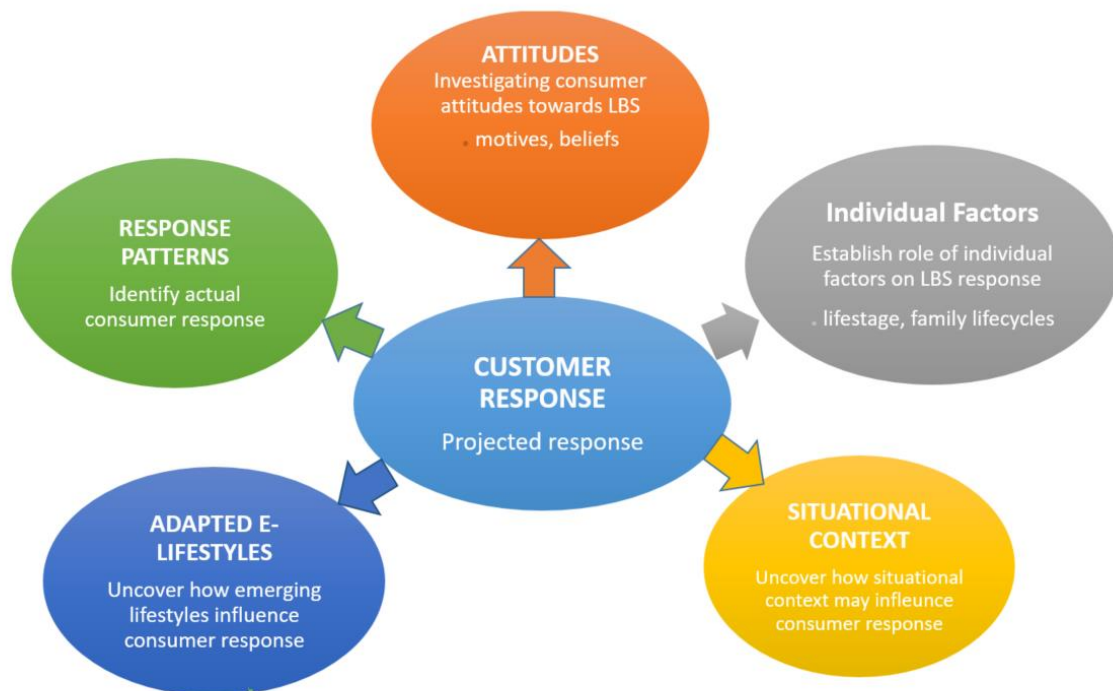 ATTITUDES
Investigating consumer
attitudes towards LBS
. motives, beliefs
Individual Factors
Establish role of individual
factors on LBS response
. lifestage, family lifecycles
RESPONSE
PATTERNS
Identify actual
consumer response
CUSTOMER
RESPONSE
Projected response
ADAPTED E-
LIFESTYLES
Uncover how emerging
lifestyles influence
consumer response
SITUATIONAL
CONTEXT
Uncover how situational
context may infleunce
consumer response